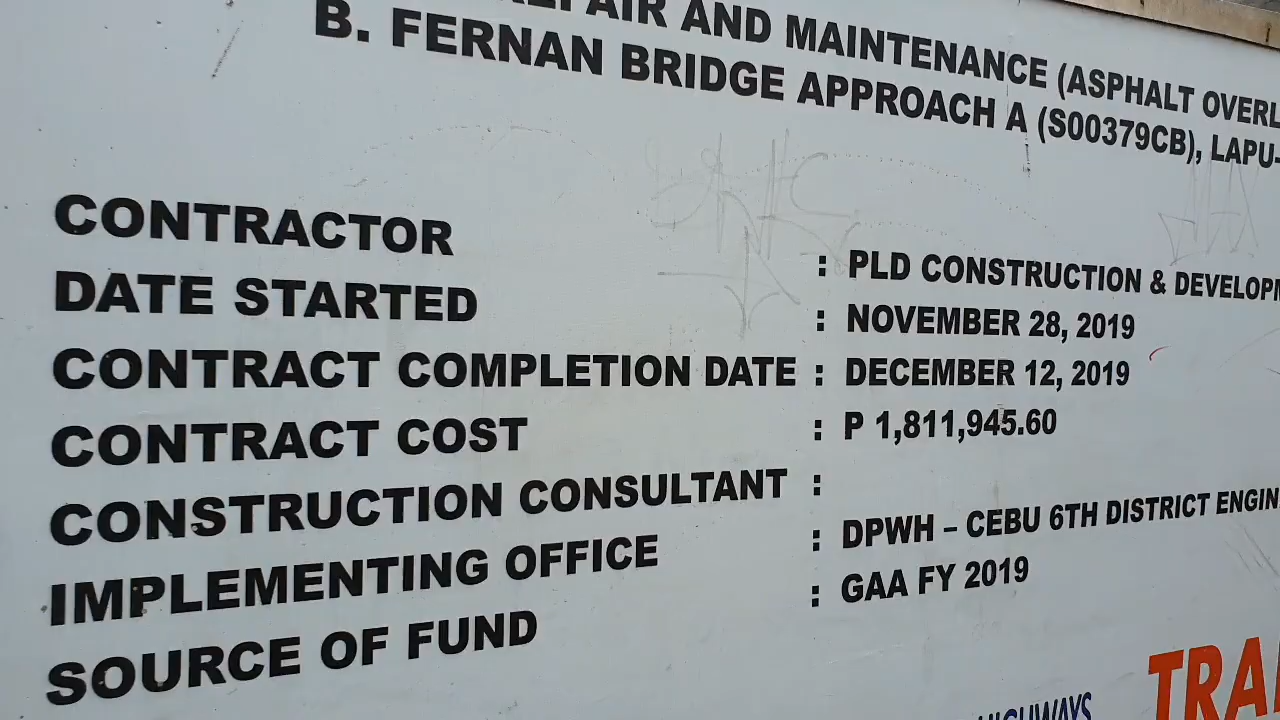 AIR AND MAINTENANCE (ASPHALT OVERL
B. FERNAN BRIDGE APPROACH A (S00379CB), LAPU-
CONTRACTOR : PLD CONSTRUCTION & DEVELOPM
DATE STARTED : NOVEMBER 28, 2019
CONTRACT COMPLETION DATE : DECEMBER 12, 2019
CONTRACT COST : P 1,811,945.60
CONSTRUCTION CONSULTANT :
IMPLEMENTING OFFICE : DPWH – CEBU 6TH DISTRICT ENGIN
SOURCE OF FUND : GAA FY 2019
HIGHWAYS
TRA